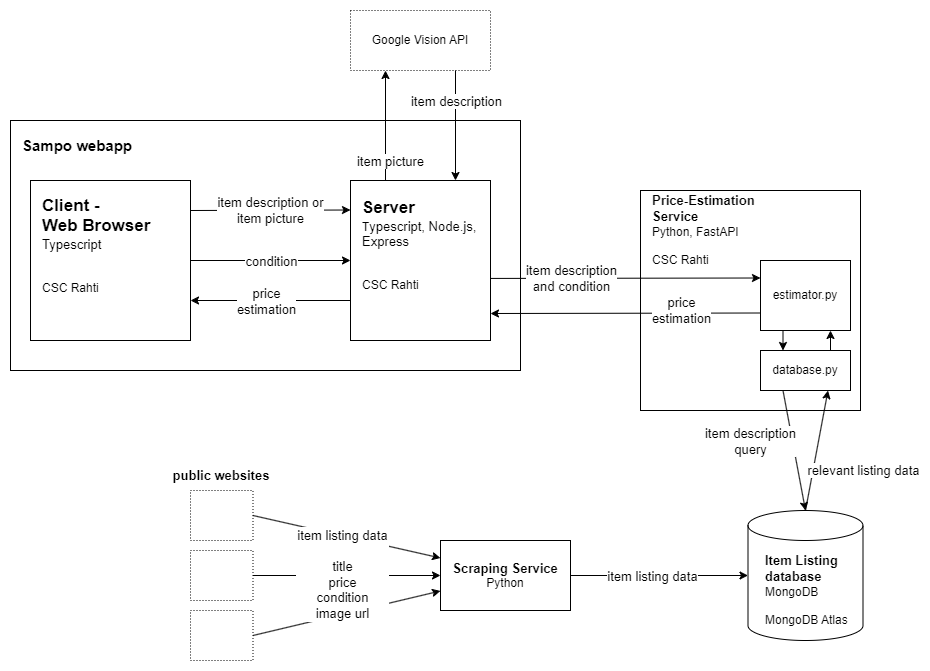 Google Vision API
item description
Sampo webapp
item picture
Client -
Web Browser
Typescript
CSC Rahti
item description or
item picture
condition
price
estimation
Server
Typescript, Node.js,
Express
CSC Rahti
item description
and condition
price
estimation
Price-Estimation
Service
Python, FastAPI
CSC Rahti
estimator.py
database.py
item description
query
relevant listing data
public websites
item listing data
title
price
condition
image url
Scraping Service
Python
item listing data
Item Listing
database
MongoDB
MongoDB Atlas